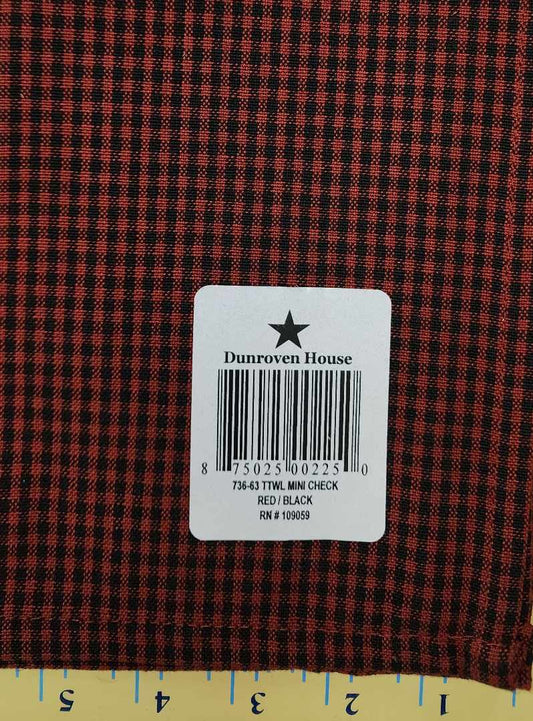 Dunroven House
8 75025 00225 0
736-63 TTWL MINI CHECK
RED / BLACK
RN # 109059
5 4 3 2 1